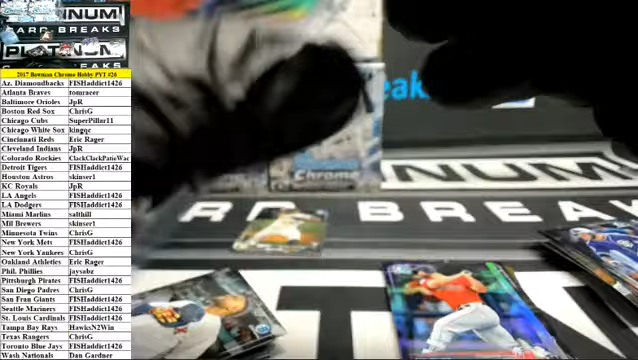 NUM
ARD BREAKS
PLATINUM
2017 Bowman Chrome Hobby PYT #26
Az. Diamondbacks FISHaddict1426
Atlanta Braves tomracer
Baltimore Orioles JpR
Boston Red Sox ChrisG
Chicago Cubs SuperPillar11
Chicago White Sox kingqc
Cincinnati Reds Eric Rager
Cleveland Indians JpR
Colorado Rockies ClackClackPatieWac
Detroit Tigers FISHaddict1426
Houston Astros skinser1
KC Royals JpR
LA Angels FISHaddict1426
LA Dodgers FISHaddict1426
Miami Marlins salthill
Mil Brewers skinser1
Minnesota Twins ChrisG
New York Mets FISHaddict1426
New York Yankees ChrisG
Oakland Athletics Eric Rager
Phil. Phillies jaysabz
Pittsburgh Pirates FISHaddict1426
San Diego Padres ChrisG
San Fran Giants FISHaddict1426
Seattle Mariners FISHaddict1426
St. Louis Cardinals FISHaddict1426
Tampa Bay Rays HawksN2Win
Texas Rangers ChrisG
Toronto Blue Jays FISHaddict1426
Wash Nationals Dan Gardner
eak
Chrome
NUM
RD BREAK